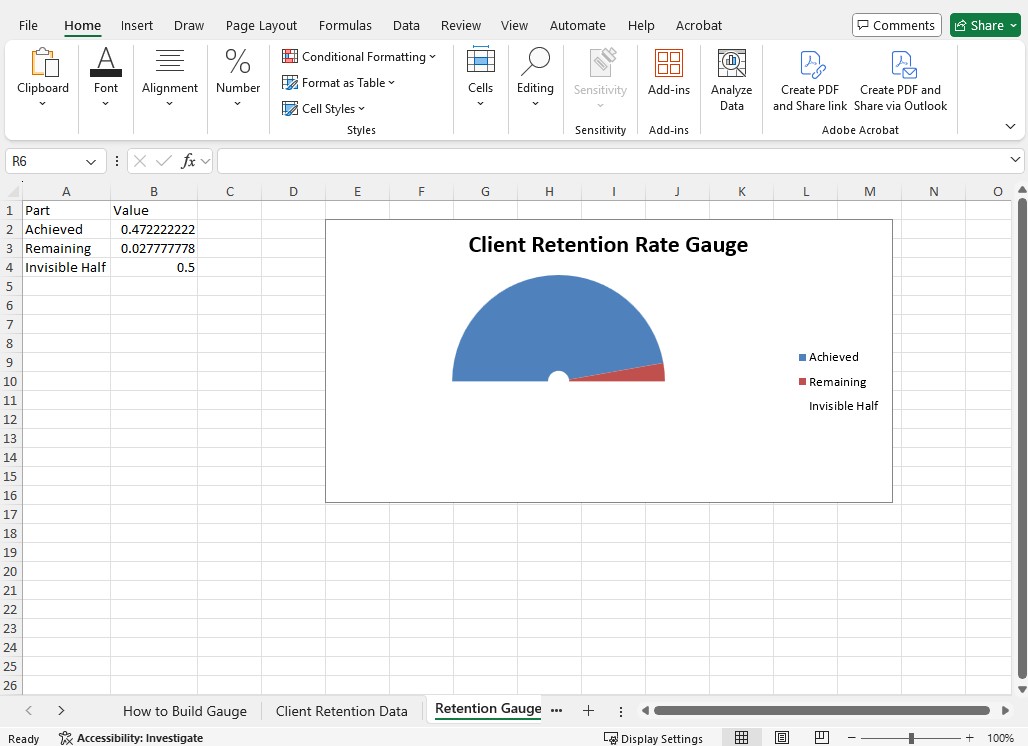 File Home Insert Draw Page Layout Formulas Data Review View Automate Help Acrobat Comments Share
Clipboard
Font
Alignment
Number
%
Conditional Formatting
Format as Table
Cell Styles
Styles
Cells
Editing
Sensitivity
Sensitivity
Add-ins
Add-ins
Analyze
Data
Create PDF
and Share link
Create PDF and
Share via Outlook
Adobe Acrobat
R6
fx
A B C D E F G H I J K L M N O
1 Part Value
2 Achieved 0.472222222
3 Remaining 0.027777778
4 Invisible Half 0.5
5
6
7
8
9
10
11
12
13
14
15
16
17
18
19
20
21
22
23
24
25
26
Client Retention Rate Gauge
Achieved
Remaining
Invisible Half
How to Build Gauge Client Retention Data Retention Gauge
Ready Accessibility: Investigate Display Settings 100%